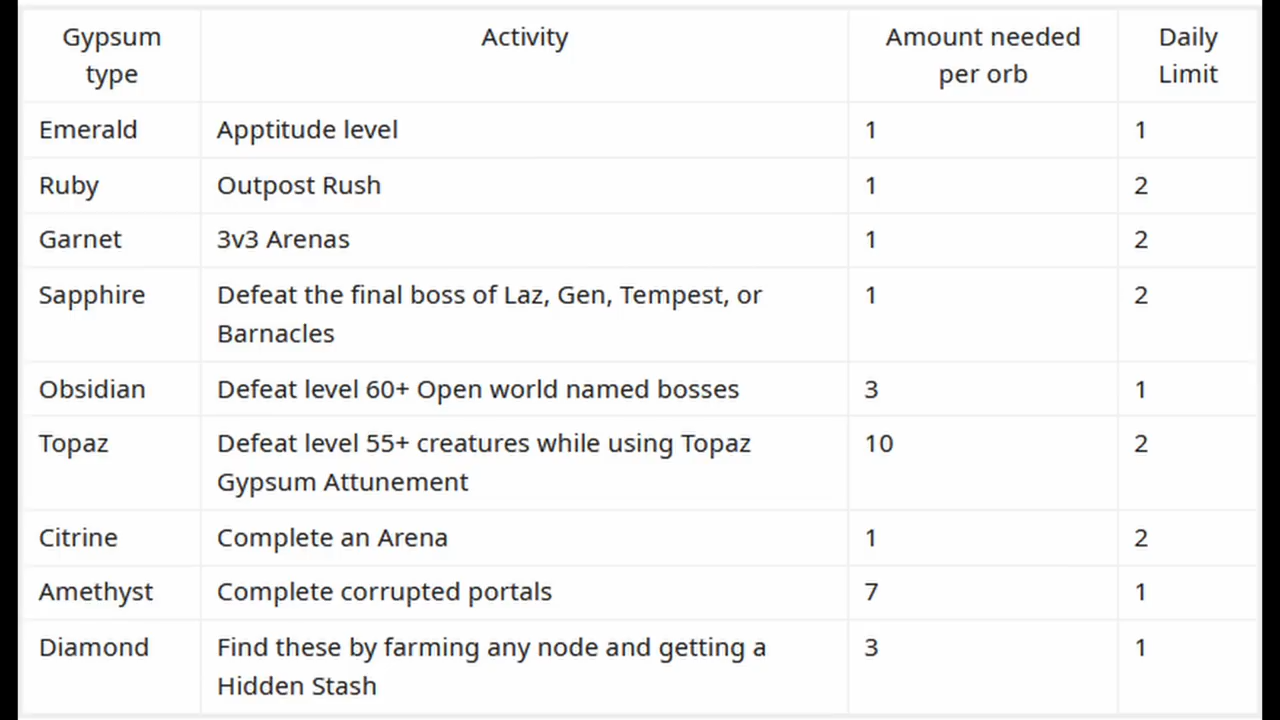 Gypsum type Activity Amount needed per orb Daily Limit
Emerald Apptitude level 1 1
Ruby Outpost Rush 1 2
Garnet 3v3 Arenas 1 2
Sapphire Defeat the final boss of Laz, Gen, Tempest, or Barnacles 1 2
Obsidian Defeat level 60+ Open world named bosses 3 1
Topaz Defeat level 55+ creatures while using Topaz Gypsum Attunement 10 2
Citrine Complete an Arena 1 2
Amethyst Complete corrupted portals 7 1
Diamond Find these by farming any node and getting a Hidden Stash 3 1